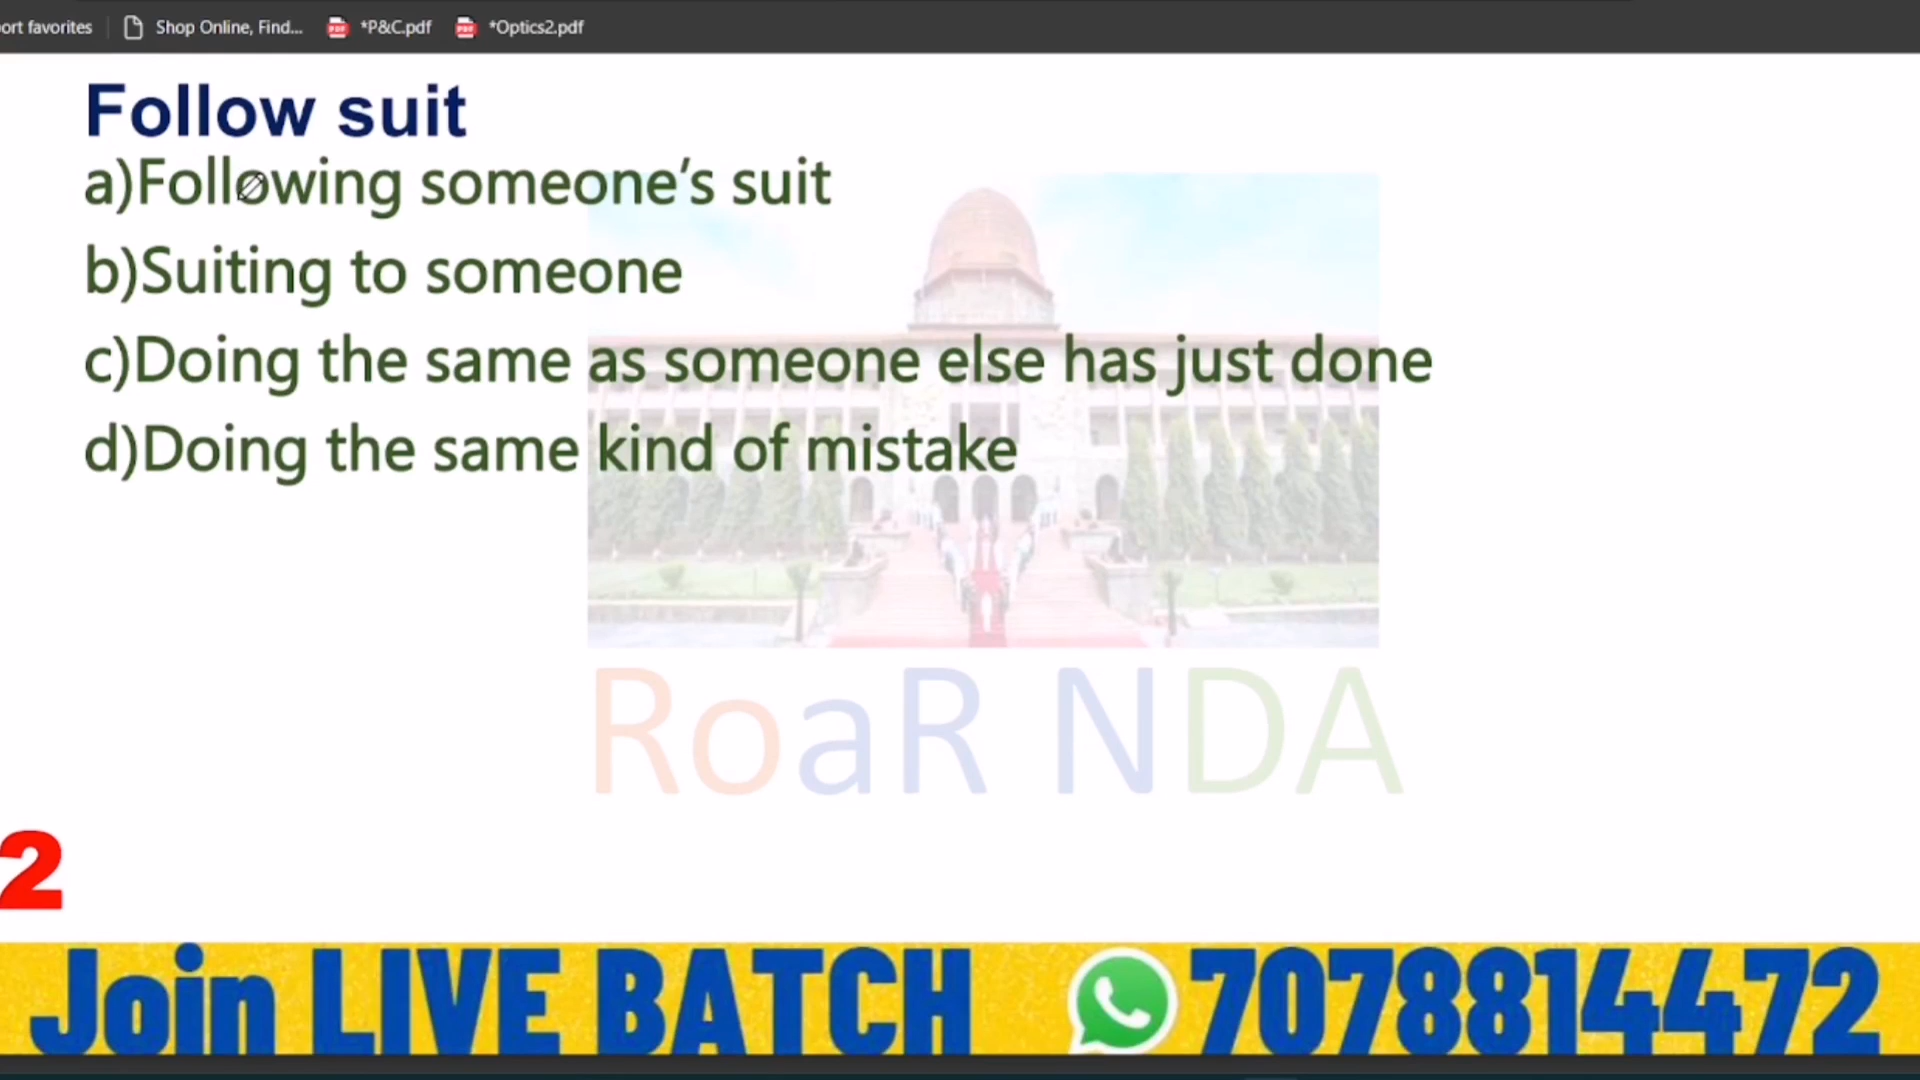 ort favorites
Shop Online, Find...
*P&C.pdf
*Optics2.pdf
Follow suit
a)Following someone’s suit
b)Suiting to someone
c)Doing the same as someone else has just done
d)Doing the same kind of mistake
RoaR NDA
2
Join LIVE BATCH 7078814472